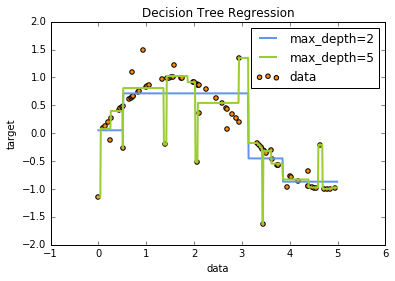 Decision Tree Regression
max_depth=2
max_depth=5
data
target
2.0
1.5
1.0
0.5
0.0
−0.5
−1.0
−1.5
−2.0
−1 0 1 2 3 4 5 6
data